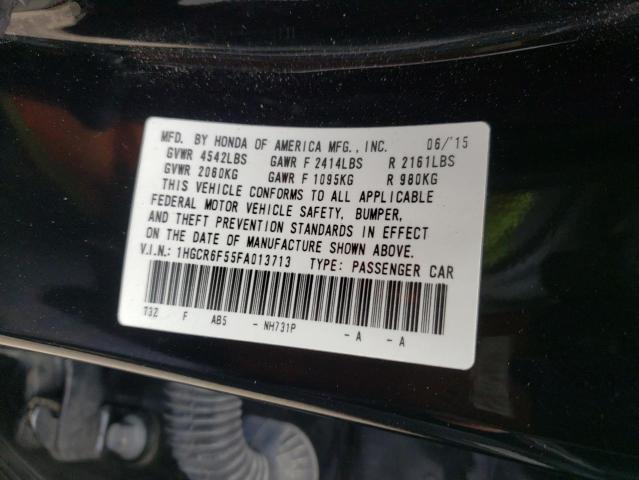 MFD. BY HONDA OF AMERICA MFG., INC. 06/'15
GVWR 4542LBS GAWR F 2414LBS R 2161LBS
GVWR 2060KG GAWR F 1095KG R 980KG
THIS VEHICLE CONFORMS TO ALL APPLICABLE
FEDERAL MOTOR VEHICLE SAFETY, BUMPER,
AND THEFT PREVENTION STANDARDS IN EFFECT
ON THE DATE OF MANUFACTURE SHOWN ABOVE.
V.I.N.: 1HGCR6F55FA013713 TYPE: PASSENGER CAR
T3Z F AB5 - NH731P - A - A